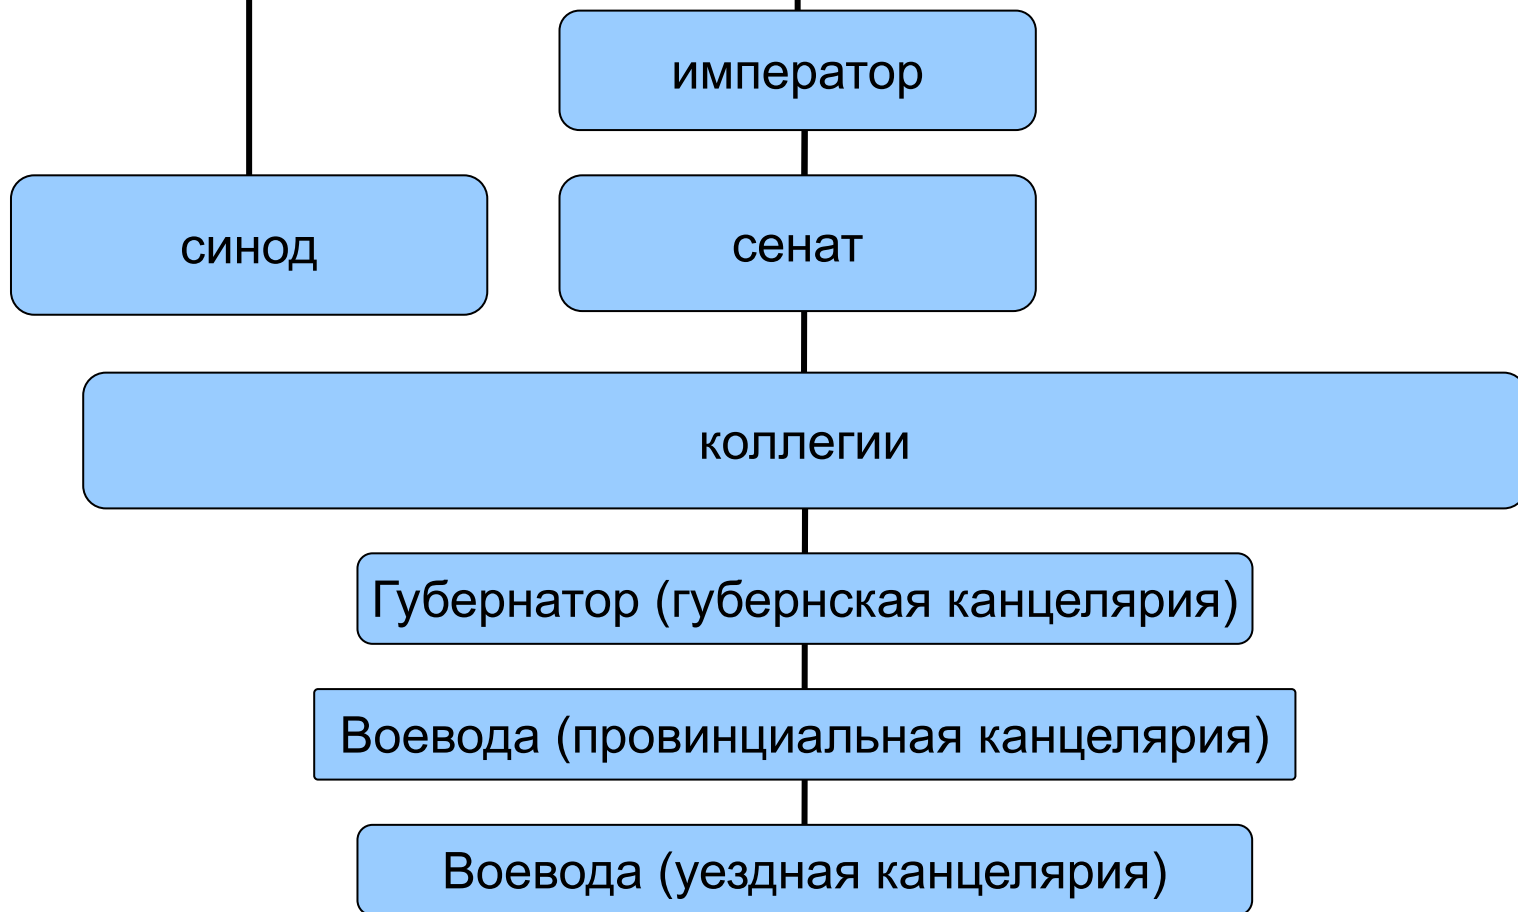 император
синод
сенат
коллегии
Губернатор (губернская канцелярия)
Воевода (провинциальная канцелярия)
Воевода (уездная канцелярия)